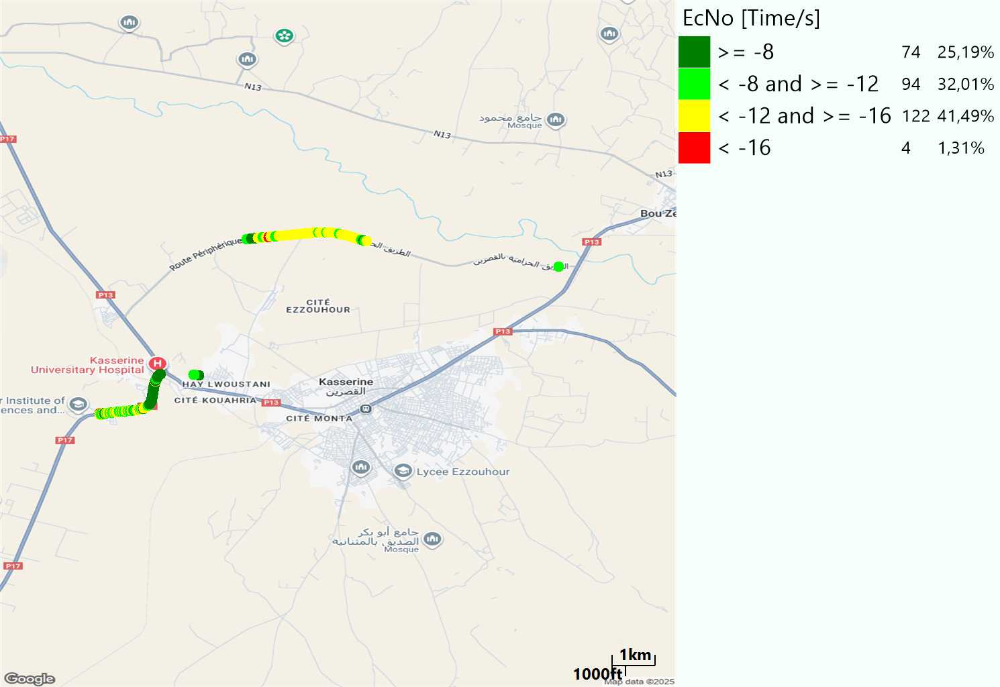 EcNo [Time/s]
>= -8 74 25,19%
< -8 and >= -12 94 32,01%
< -12 and >= -16 122 41,49%
< -16 4 1,31%
N13
جامع محمود
Mosque
N13
P17
N13
Bou Ze
P13
Route Périphérique
الطريق
الحزامية بالقصرين
P13
CITÉ
EZZOUHOUR
P13
Kasserine
Universitary Hospital
HAY LWOUSTANI
Kasserine
القصرين
r Institute of
ences and...
CITÉ KOUAHRIA
P13
CITÉ MONTA
P17
Lycee Ezzouhour
جامع أبو بكر
الصديق بالمثنانية
Mosque
P17
1km
1000ft
Google
Map data ©2025